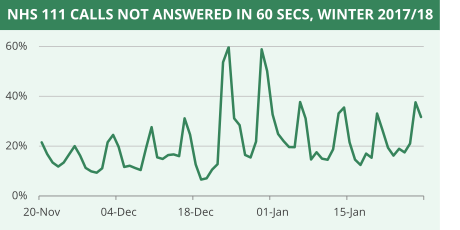 NHS 111 CALLS NOT ANSWERED IN 60 SECS, WINTER 2017/18
60%
40%
20%
0%
20-Nov 04-Dec 18-Dec 01-Jan 15-Jan